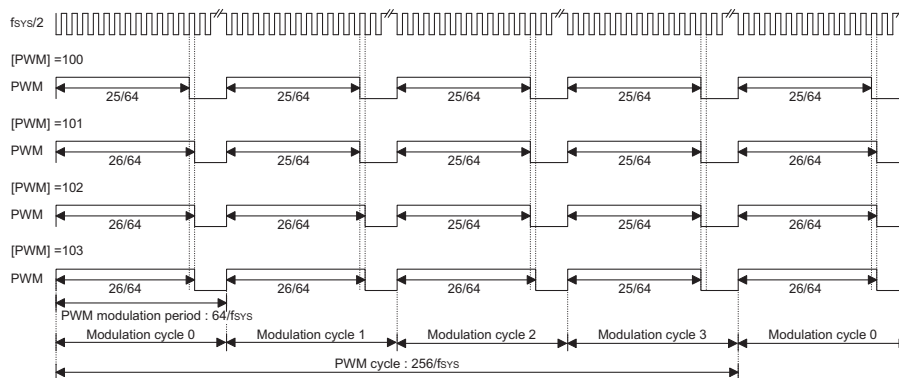 fSYS/2
[PWM] =100
PWM
25/64 25/64 25/64 25/64 25/64
[PWM] =101
PWM
26/64 25/64 25/64 25/64 26/64
[PWM] =102
PWM
26/64 26/64 25/64 25/64 26/64
[PWM] =103
PWM
26/64 26/64 26/64 25/64 26/64
PWM modulation period : 64/fSYS
Modulation cycle 0 Modulation cycle 1 Modulation cycle 2 Modulation cycle 3 Modulation cycle 0
PWM cycle : 256/fSYS